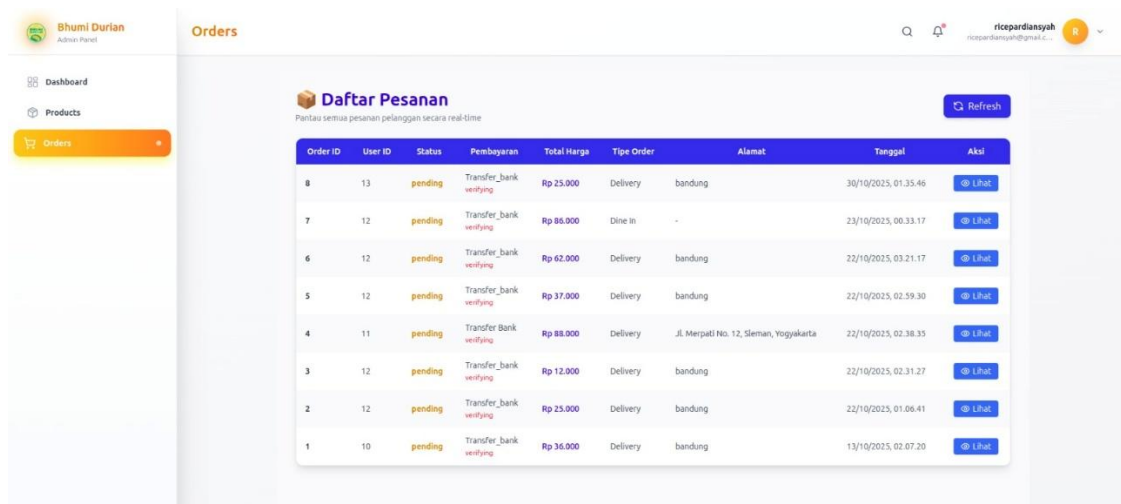 Bhumi Durian
Admin Panel
Orders
ricepardiansyah
ricepardiansyah@gmail.c...
R
Dashboard
Products
Orders
📦 Daftar Pesanan
Pantau semua pesanan pelanggan secara real-time
Refresh
Order ID User ID Status Pembayaran Total Harga Tipe Order Alamat Tanggal Aksi
8 13 pending Transfer_bank verifying Rp 25.000 Delivery bandung 30/10/2025, 01.35.46 Lihat
7 12 pending Transfer_bank verifying Rp 86.000 Dine In - 23/10/2025, 00.33.17 Lihat
6 12 pending Transfer_bank verifying Rp 62.000 Delivery bandung 22/10/2025, 03.21.17 Lihat
5 12 pending Transfer_bank verifying Rp 37.000 Delivery bandung 22/10/2025, 02.59.30 Lihat
4 11 pending Transfer Bank verifying Rp 88.000 Delivery Jl. Merpati No. 12, Sleman, Yogyakarta 22/10/2025, 02.38.35 Lihat
3 12 pending Transfer_bank verifying Rp 12.000 Delivery bandung 22/10/2025, 02.31.27 Lihat
2 12 pending Transfer_bank verifying Rp 25.000 Delivery bandung 22/10/2025, 01.06.41 Lihat
1 10 pending Transfer_bank verifying Rp 36.000 Delivery bandung 13/10/2025, 02.07.20 Lihat